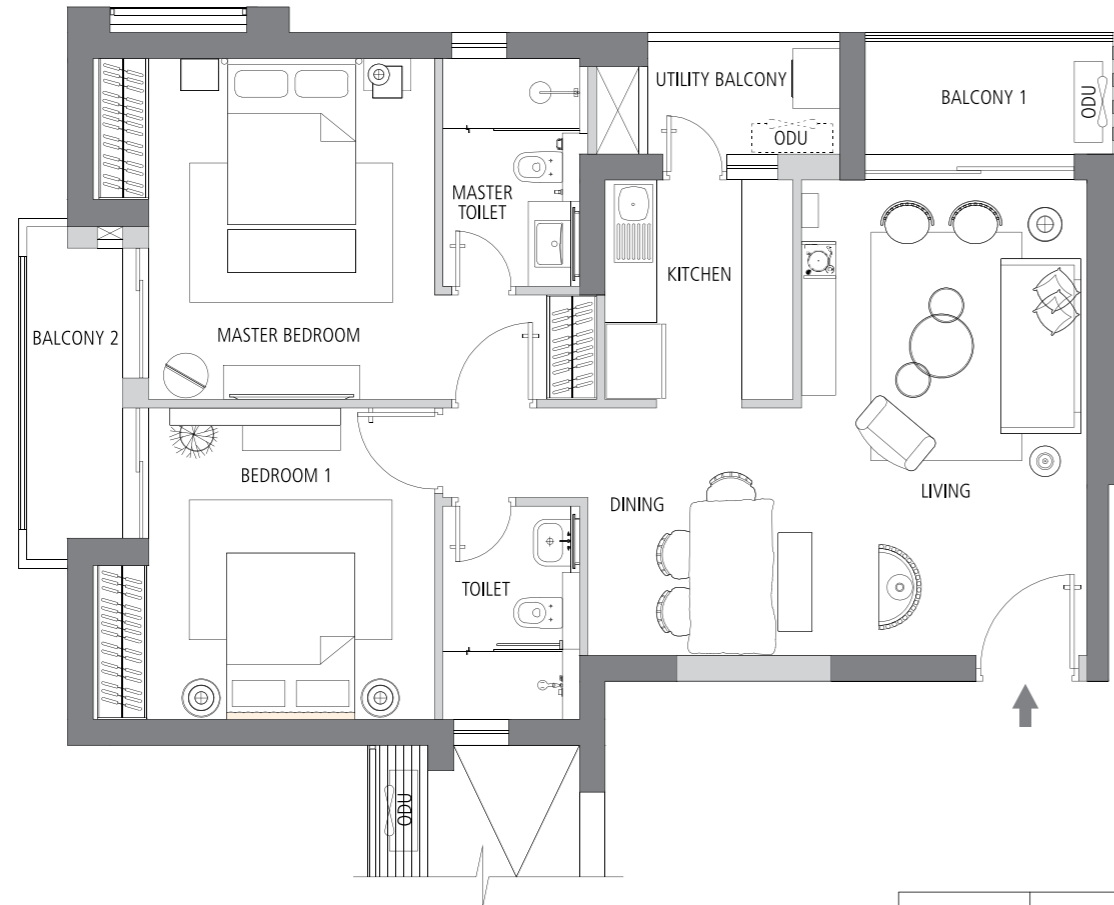 UTILITY BALCONY
BALCONY 1
ODU
ODU
MASTER
TOILET
KITCHEN
BALCONY 2
MASTER BEDROOM
BEDROOM 1
LIVING
DINING
TOILET
ODU